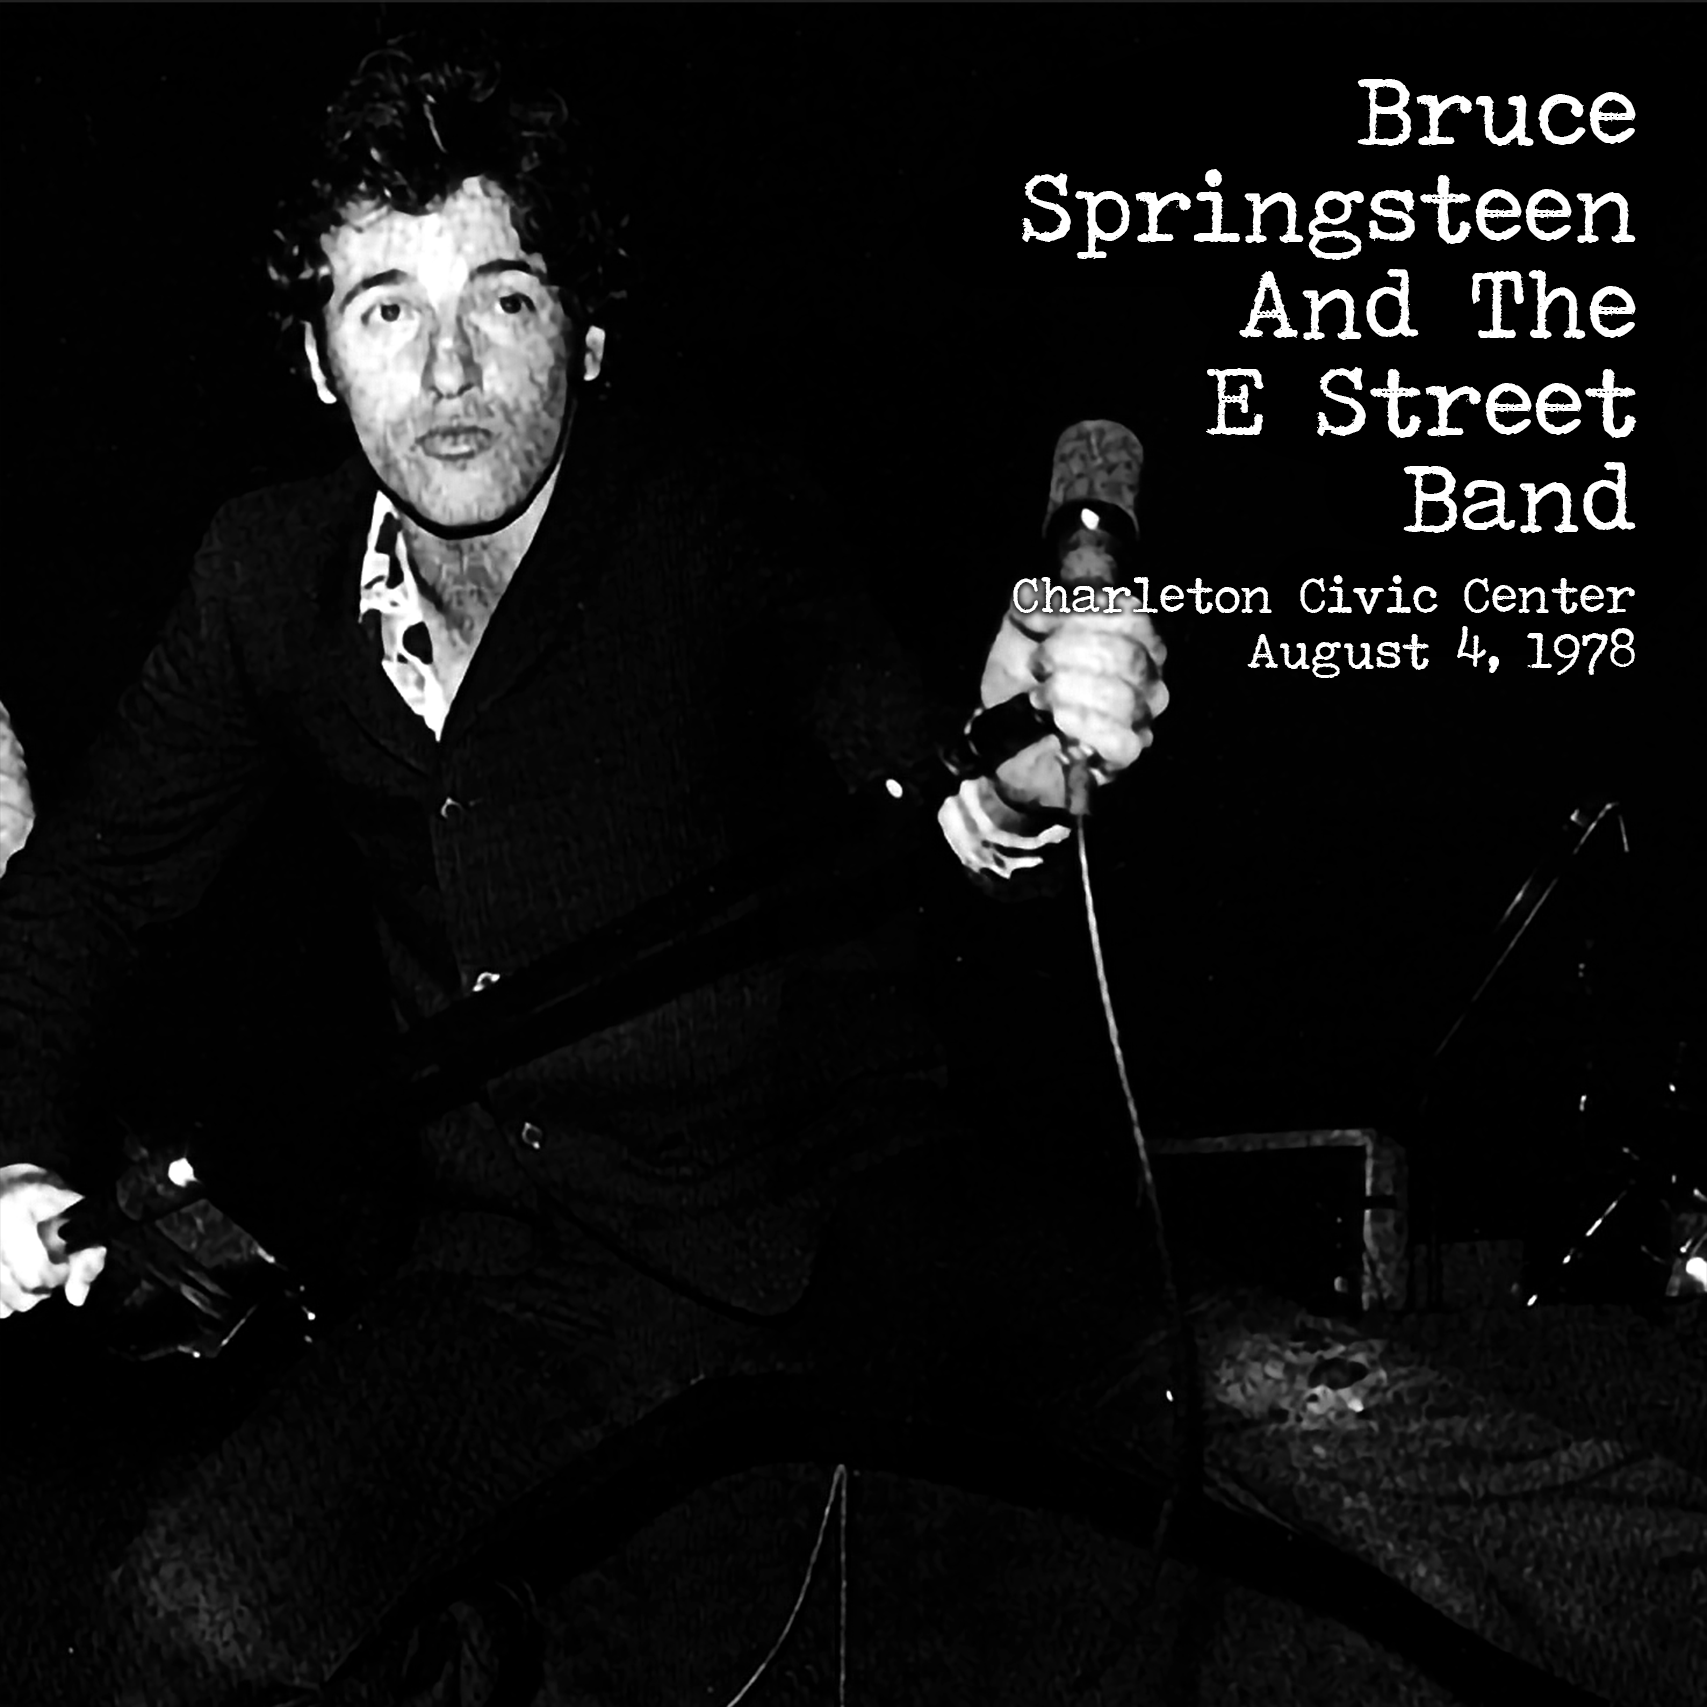 Bruce
Springsteen
And The
E Street
Band
Charleton Civic Center
August 4, 1978